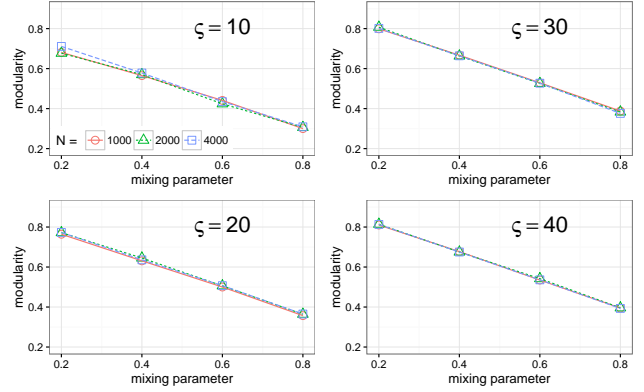 ς = 10
modularity
0.8
0.6
0.4
0.2
N = 1000 2000 4000
0.2 0.4 0.6 0.8
mixing parameter
ς = 30
modularity
0.8
0.6
0.4
0.2
0.2 0.4 0.6 0.8
mixing parameter
ς = 20
modularity
0.8
0.6
0.4
0.2
0.2 0.4 0.6 0.8
mixing parameter
ς = 40
modularity
0.8
0.6
0.4
0.2
0.2 0.4 0.6 0.8
mixing parameter